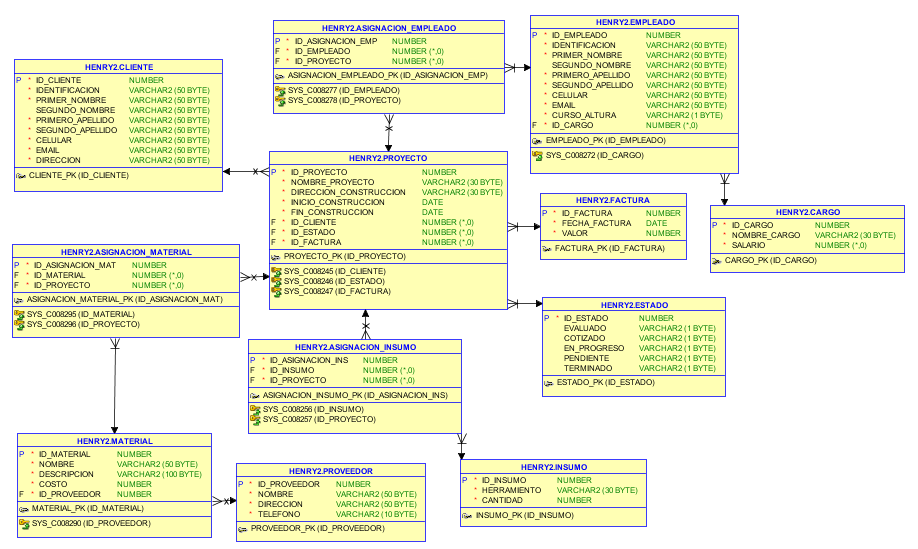 HENRY2.ASIGNACION_EMPLEADO
P * ID_ASIGNACION_EMP NUMBER
F * ID_EMPLEADO NUMBER (*,0)
F * ID_PROYECTO NUMBER (*,0)
ASIGNACION_EMPLEADO_PK (ID_ASIGNACION_EMP)
SYS_C008277 (ID_EMPLEADO)
SYS_C008278 (ID_PROYECTO)
HENRY2.EMPLEADO
P * ID_EMPLEADO NUMBER
* IDENTIFICACION VARCHAR2 (50 BYTE)
* PRIMER_NOMBRE VARCHAR2 (50 BYTE)
SEGUNDO_NOMBRE VARCHAR2 (50 BYTE)
* PRIMERO_APELLIDO VARCHAR2 (50 BYTE)
* SEGUNDO_APELLIDO VARCHAR2 (50 BYTE)
* CELULAR VARCHAR2 (50 BYTE)
* EMAIL VARCHAR2 (50 BYTE)
* CURSO_ALTURA VARCHAR2 (1 BYTE)
F * ID_CARGO NUMBER (*,0)
EMPLEADO_PK (ID_EMPLEADO)
SYS_C008272 (ID_CARGO)
HENRY2.CLIENTE
P * ID_CLIENTE NUMBER
* IDENTIFICACION VARCHAR2 (50 BYTE)
* PRIMER_NOMBRE VARCHAR2 (50 BYTE)
SEGUNDO_NOMBRE VARCHAR2 (50 BYTE)
* PRIMERO_APELLIDO VARCHAR2 (50 BYTE)
* SEGUNDO_APELLIDO VARCHAR2 (50 BYTE)
* CELULAR VARCHAR2 (50 BYTE)
* EMAIL VARCHAR2 (50 BYTE)
* DIRECCION VARCHAR2 (50 BYTE)
CLIENTE_PK (ID_CLIENTE)
HENRY2.PROYECTO
P * ID_PROYECTO NUMBER
* NOMBRE_PROYECTO VARCHAR2 (30 BYTE)
* DIRECCION_CONSTRUCCION VARCHAR2 (30 BYTE)
* INICIO_CONSTRUCCION DATE
* FIN_CONSTRUCCION DATE
F * ID_CLIENTE NUMBER (*,0)
F * ID_ESTADO NUMBER (*,0)
F * ID_FACTURA NUMBER (*,0)
PROYECTO_PK (ID_PROYECTO)
SYS_C008245 (ID_CLIENTE)
SYS_C008246 (ID_ESTADO)
SYS_C008247 (ID_FACTURA)
HENRY2.FACTURA
P * ID_FACTURA NUMBER
* FECHA_FACTURA DATE
* VALOR NUMBER
FACTURA_PK (ID_FACTURA)
HENRY2.CARGO
P * ID_CARGO NUMBER
* NOMBRE_CARGO VARCHAR2 (30 BYTE)
* SALARIO NUMBER (*,0)
CARGO_PK (ID_CARGO)
HENRY2.ASIGNACION_MATERIAL
P * ID_ASIGNACION_MAT NUMBER
F * ID_MATERIAL NUMBER (*,0)
F * ID_PROYECTO NUMBER (*,0)
ASIGNACION_MATERIAL_PK (ID_ASIGNACION_MAT)
SYS_C008295 (ID_MATERIAL)
SYS_C008296 (ID_PROYECTO)
HENRY2.ESTADO
P * ID_ESTADO NUMBER
EVALUADO VARCHAR2 (1 BYTE)
COTIZADO VARCHAR2 (1 BYTE)
EN_PROGRESO VARCHAR2 (1 BYTE)
PENDIENTE VARCHAR2 (1 BYTE)
TERMINADO VARCHAR2 (1 BYTE)
ESTADO_PK (ID_ESTADO)
HENRY2.ASIGNACION_INSUMO
P * ID_ASIGNACION_INS NUMBER
F * ID_INSUMO NUMBER (*,0)
F * ID_PROYECTO NUMBER (*,0)
ASIGNACION_INSUMO_PK (ID_ASIGNACION_INS)
SYS_C008256 (ID_INSUMO)
SYS_C008257 (ID_PROYECTO)
HENRY2.MATERIAL
P * ID_MATERIAL NUMBER
* NOMBRE VARCHAR2 (50 BYTE)
* DESCRIPCION VARCHAR2 (100 BYTE)
* COSTO NUMBER
F * ID_PROVEEDOR NUMBER
MATERIAL_PK (ID_MATERIAL)
SYS_C008290 (ID_PROVEEDOR)
HENRY2.PROVEEDOR
P * ID_PROVEEDOR NUMBER
* NOMBRE VARCHAR2 (50 BYTE)
* DIRECCION VARCHAR2 (50 BYTE)
* TELEFONO VARCHAR2 (10 BYTE)
PROVEEDOR_PK (ID_PROVEEDOR)
HENRY2.INSUMO
P * ID_INSUMO NUMBER
* HERRAMIENTO VARCHAR2 (30 BYTE)
* CANTIDAD NUMBER
INSUMO_PK (ID_INSUMO)